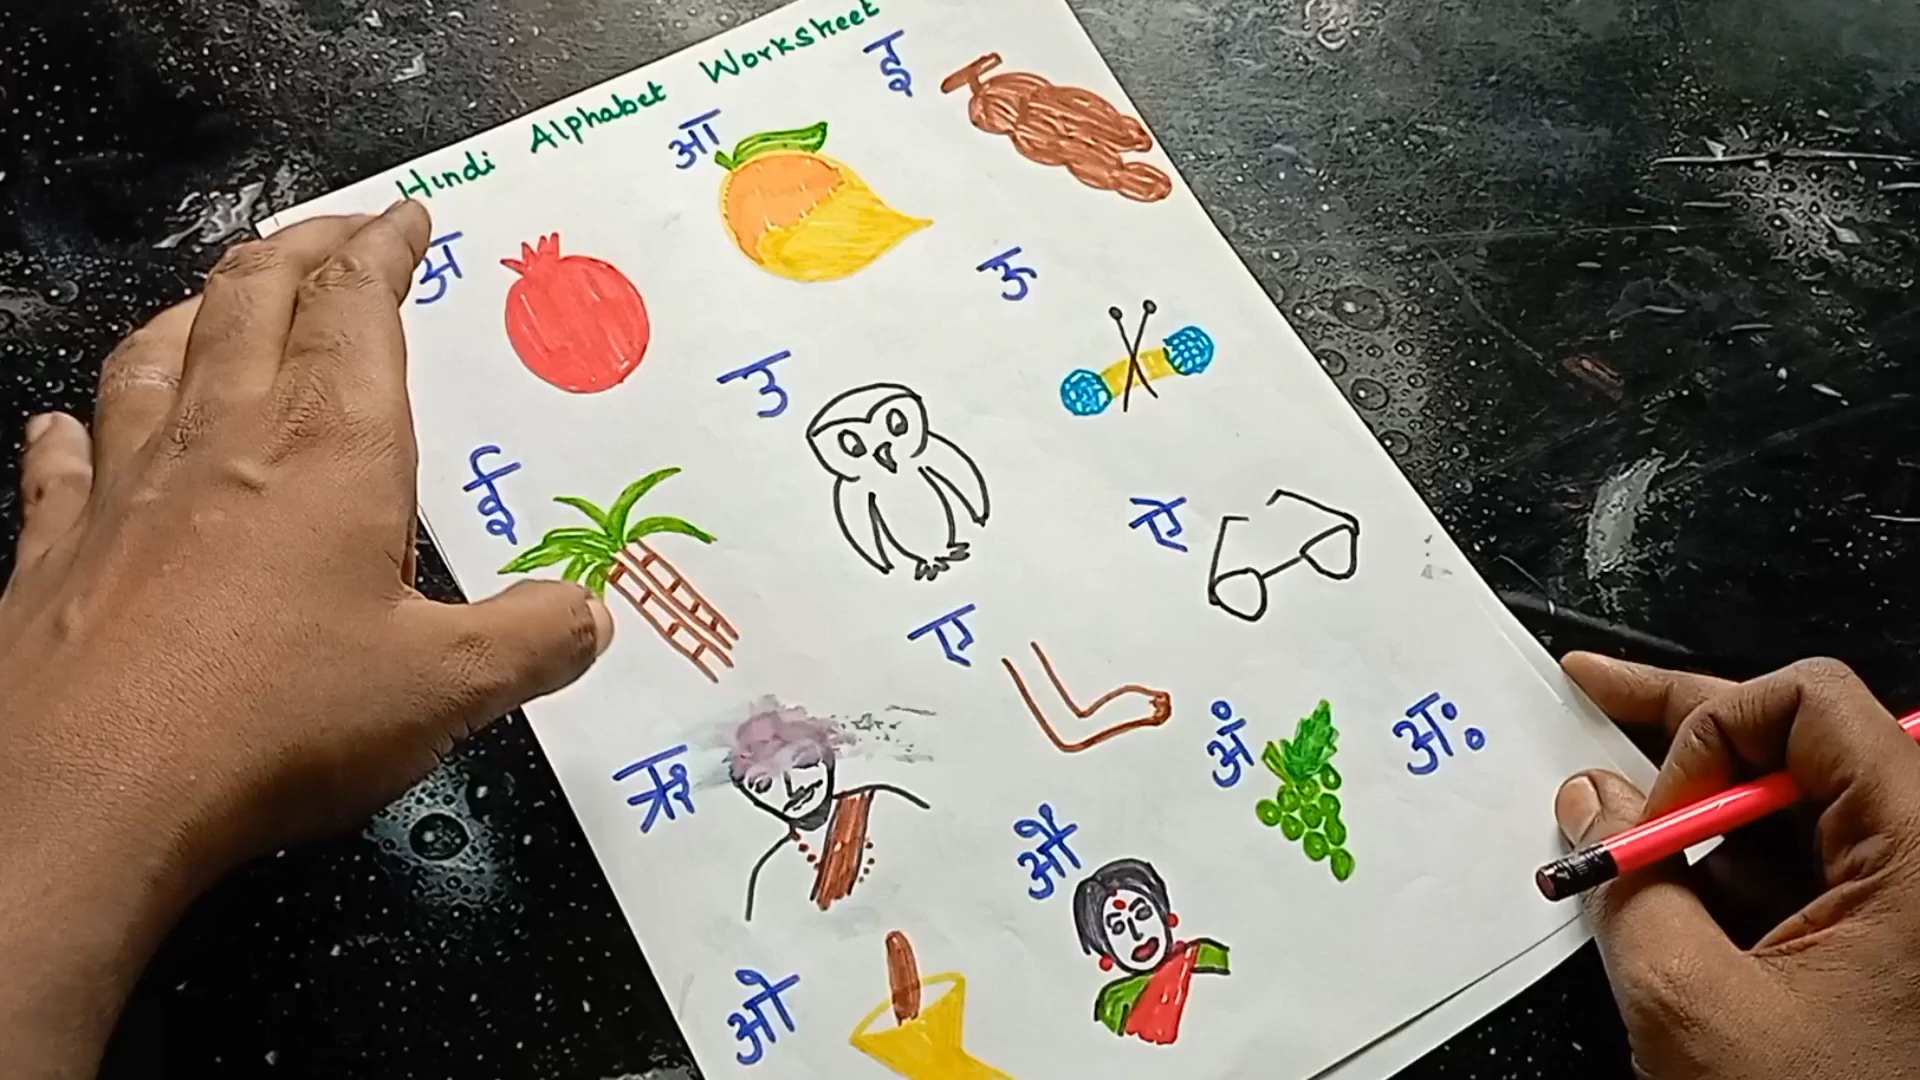 Hindi Alphabet Worksheet
अ
आ
इ
ई
उ
ऊ
ऋ
ए
ऐ
ओ
औ
अं
अः